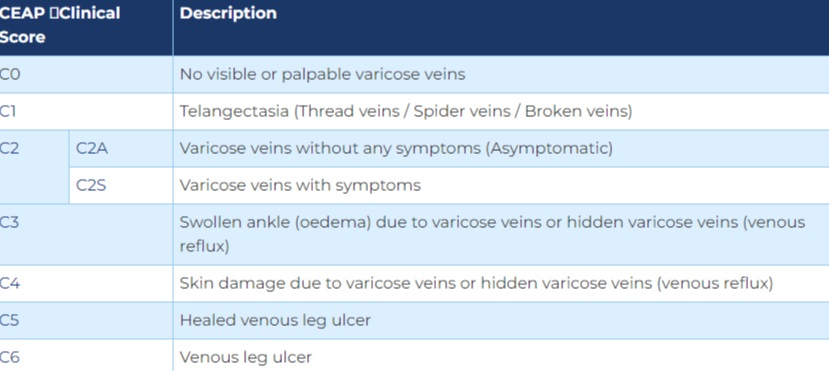 CEAP Clinical Description
Score
C0 No visible or palpable varicose veins
C1 Telangectasia (Thread veins / Spider veins / Broken veins)
C2 C2A Varicose veins without any symptoms (Asymptomatic)
C2S Varicose veins with symptoms
C3 Swollen ankle (oedema) due to varicose veins or hidden varicose veins (venous
reflux)
C4 Skin damage due to varicose veins or hidden varicose veins (venous reflux)
C5 Healed venous leg ulcer
C6 Venous leg ulcer